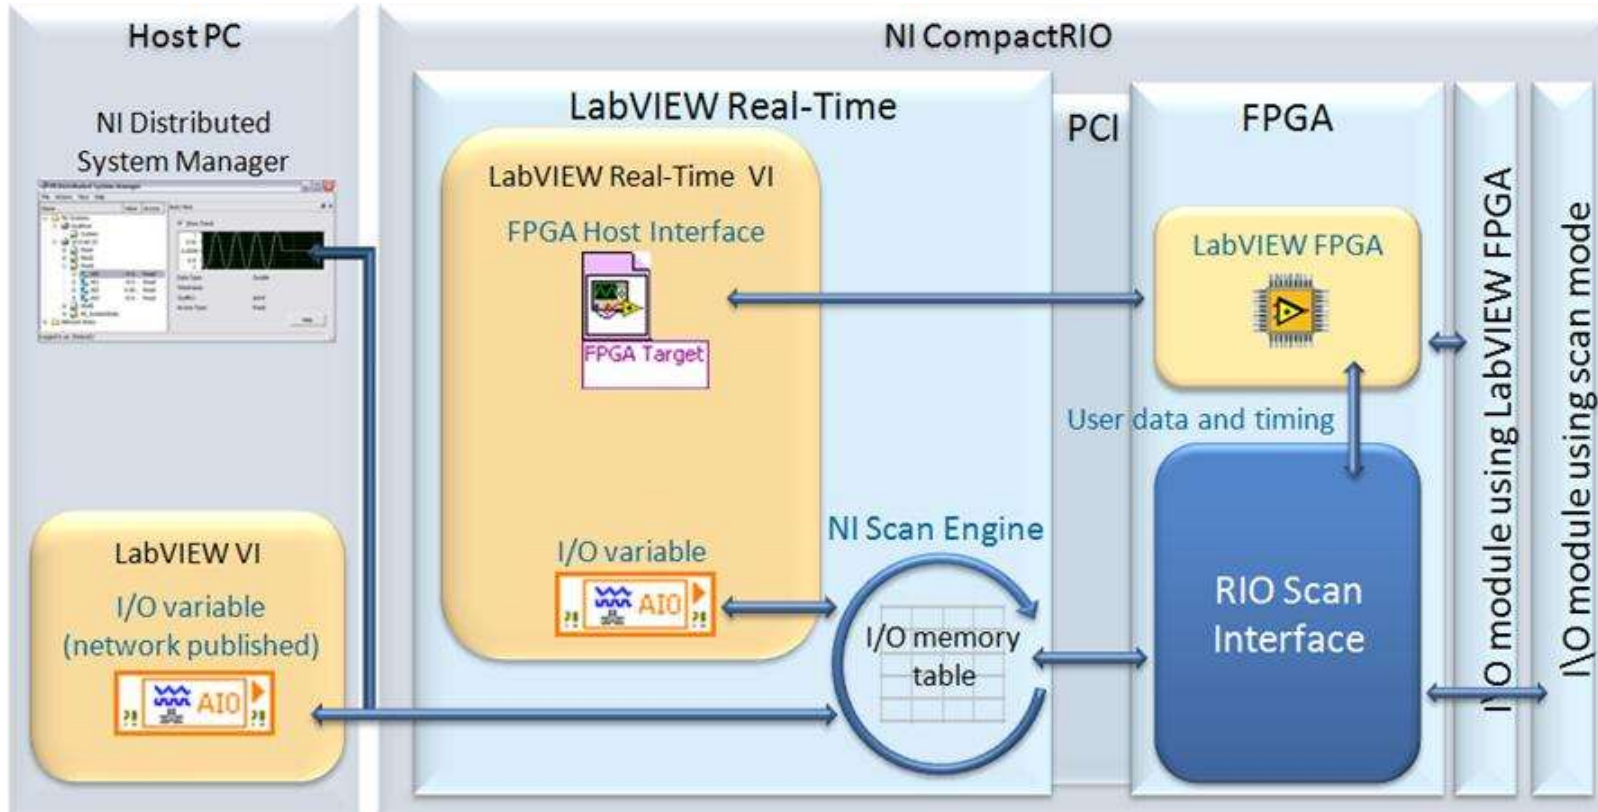 Host PC
NI Distributed
System Manager
LabVIEW VI
I/O variable
(network published)
AIO
NI CompactRIO
LabVIEW Real-Time
LabVIEW Real-Time VI
FPGA Host Interface
FPGA Target
I/O variable
AIO
NI Scan Engine
I/O memory
table
PCI
FPGA
LabVIEW FPGA
User data and timing
RIO Scan
Interface
I\O module using LabVIEW FPGA
I\O module using scan mode